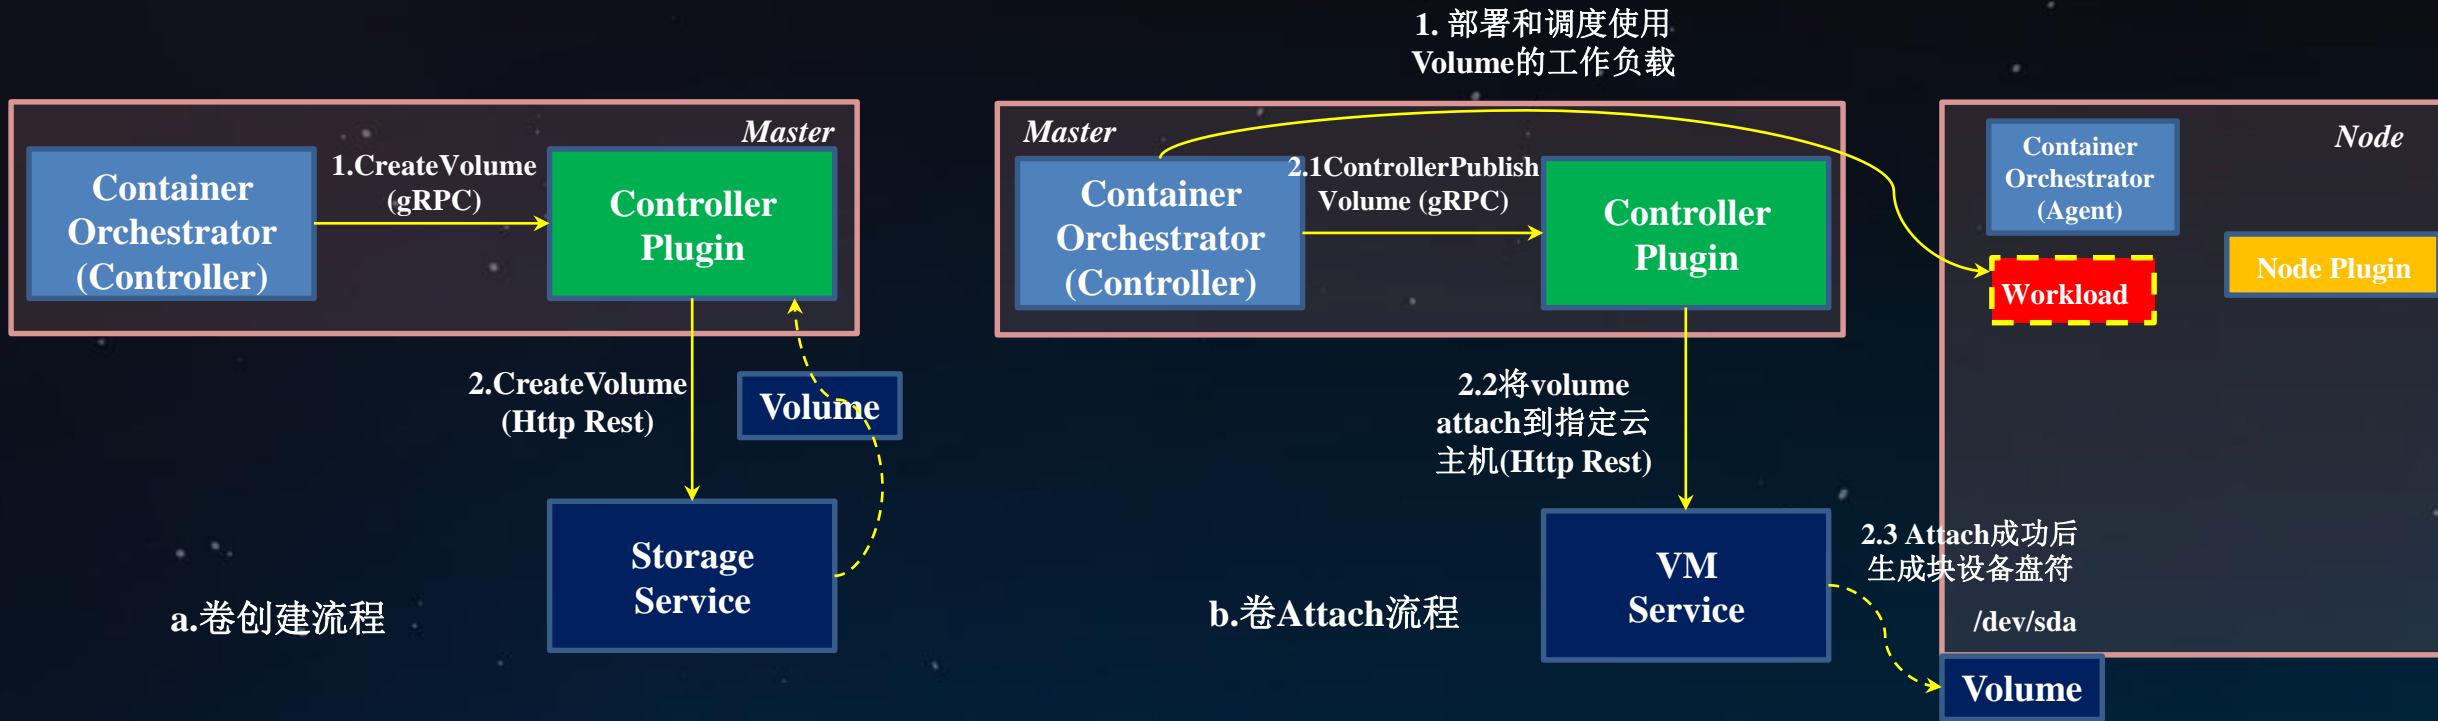 Master
Container
Orchestrator
(Controller)
1.CreateVolume
(gRPC)
Controller
Plugin
2.CreateVolume
(Http Rest)
Volume
Storage
Service
a.卷创建流程
1. 部署和调度使用
Volume的工作负载
Master
Container
Orchestrator
(Controller)
2.1ControllerPublish
Volume (gRPC)
Controller
Plugin
2.2将volume
attach到指定云
主机(Http Rest)
VM
Service
b.卷Attach流程
Node
Container
Orchestrator
(Agent)
Workload
Node Plugin
2.3 Attach成功后
生成块设备盘符
/dev/sda
Volume